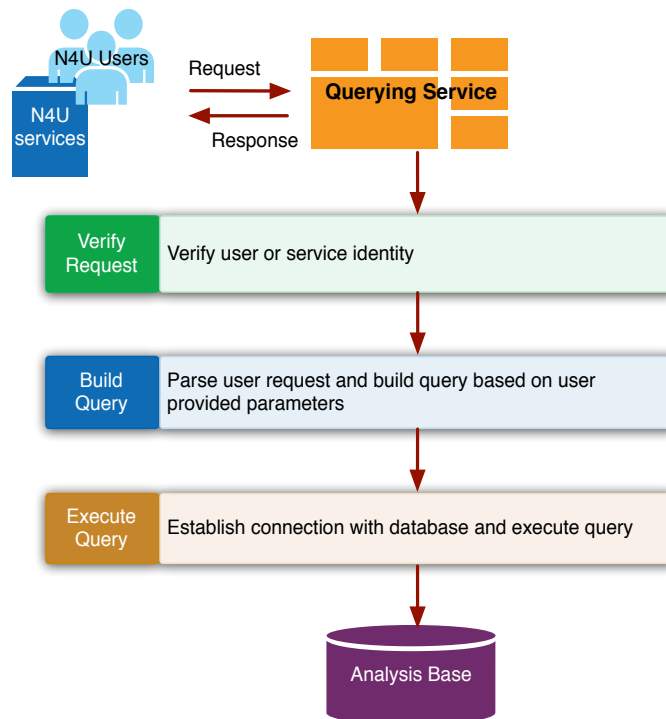 N4U Users
N4U
services
Request
Response
Querying Service
Verify
Request
Verify user or service identity
Build
Query
Parse user request and build query based on user
provided parameters
Execute
Query
Establish connection with database and execute query
Analysis Base